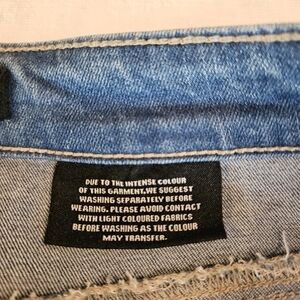 DUE TO THE INTENSE COLOUR
OF THIS GARMENT, WE SUGGEST
WASHING SEPARATELY BEFORE
WEARING. PLEASE AVOID CONTACT
WITH LIGHT COLOURED FABRICS
BEFORE WASHING AS THE COLOUR
MAY TRANSFER.